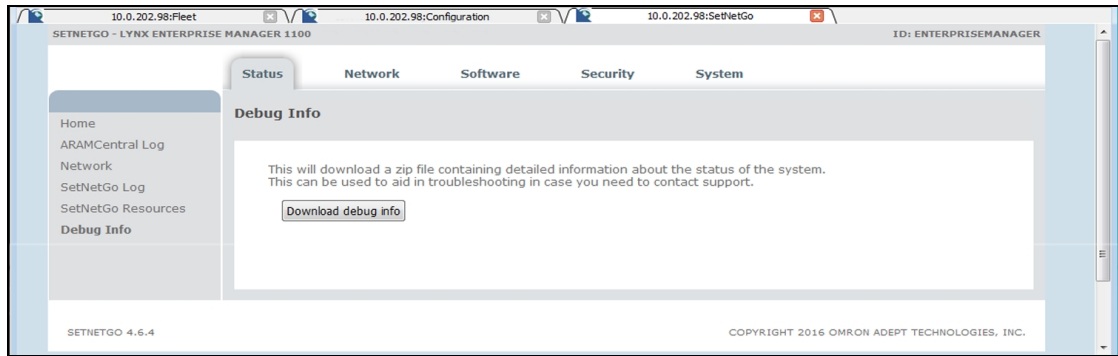 10.0.202.98:Fleet
10.0.202.98:Configuration
10.0.202.98:SetNetGo
SETNETGO - LYNX ENTERPRISE MANAGER 1100
ID: ENTERPRISEMANAGER
Status
Network
Software
Security
System
Debug Info
Home
ARAMCentral Log
Network
SetNetGo Log
SetNetGo Resources
Debug Info
This will download a zip file containing detailed information about the status of the system.
This can be used to aid in troubleshooting in case you need to contact support.
Download debug info
SETNETGO 4.6.4
COPYRIGHT 2016 OMRON ADEPT TECHNOLOGIES, INC.